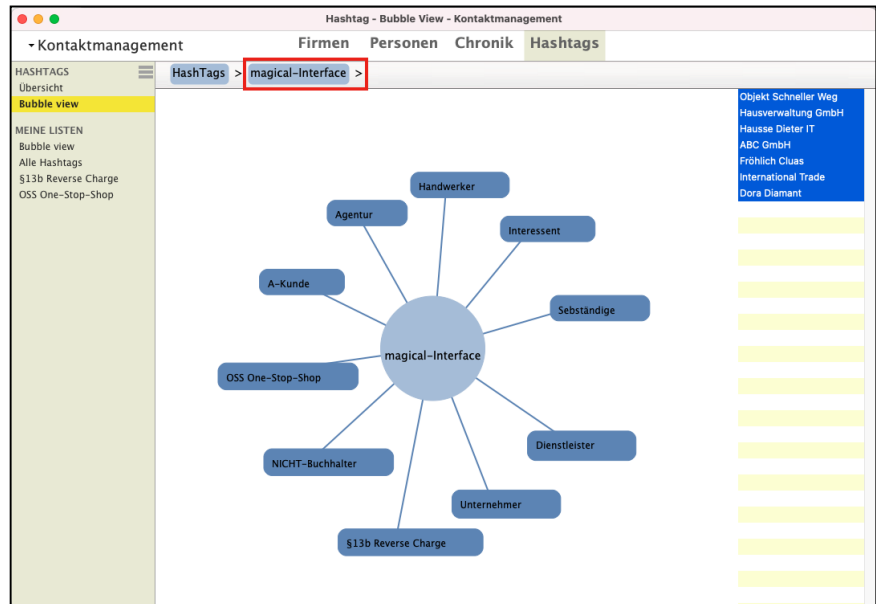 Hashtag - Bubble View - Kontaktmanagement
Kontaktmanagement
Firmen Personen Chronik Hashtags
HASHTAGS
Übersicht
Bubble view
MEINE LISTEN
Bubble view
Alle Hashtags
§13b Reverse Charge
OSS One-Stop-Shop
HashTags > magical-Interface >
Handwerker
Agentur
Interessent
A-Kunde
Sebständige
magical-Interface
OSS One-Stop-Shop
Dienstleister
NICHT-Buchhalter
Unternehmer
§13b Reverse Charge
Objekt Schneller Weg
Hausverwaltung GmbH
Hausse Dieter IT
ABC GmbH
Fröhlich Cluas
International Trade
Dora Diamant